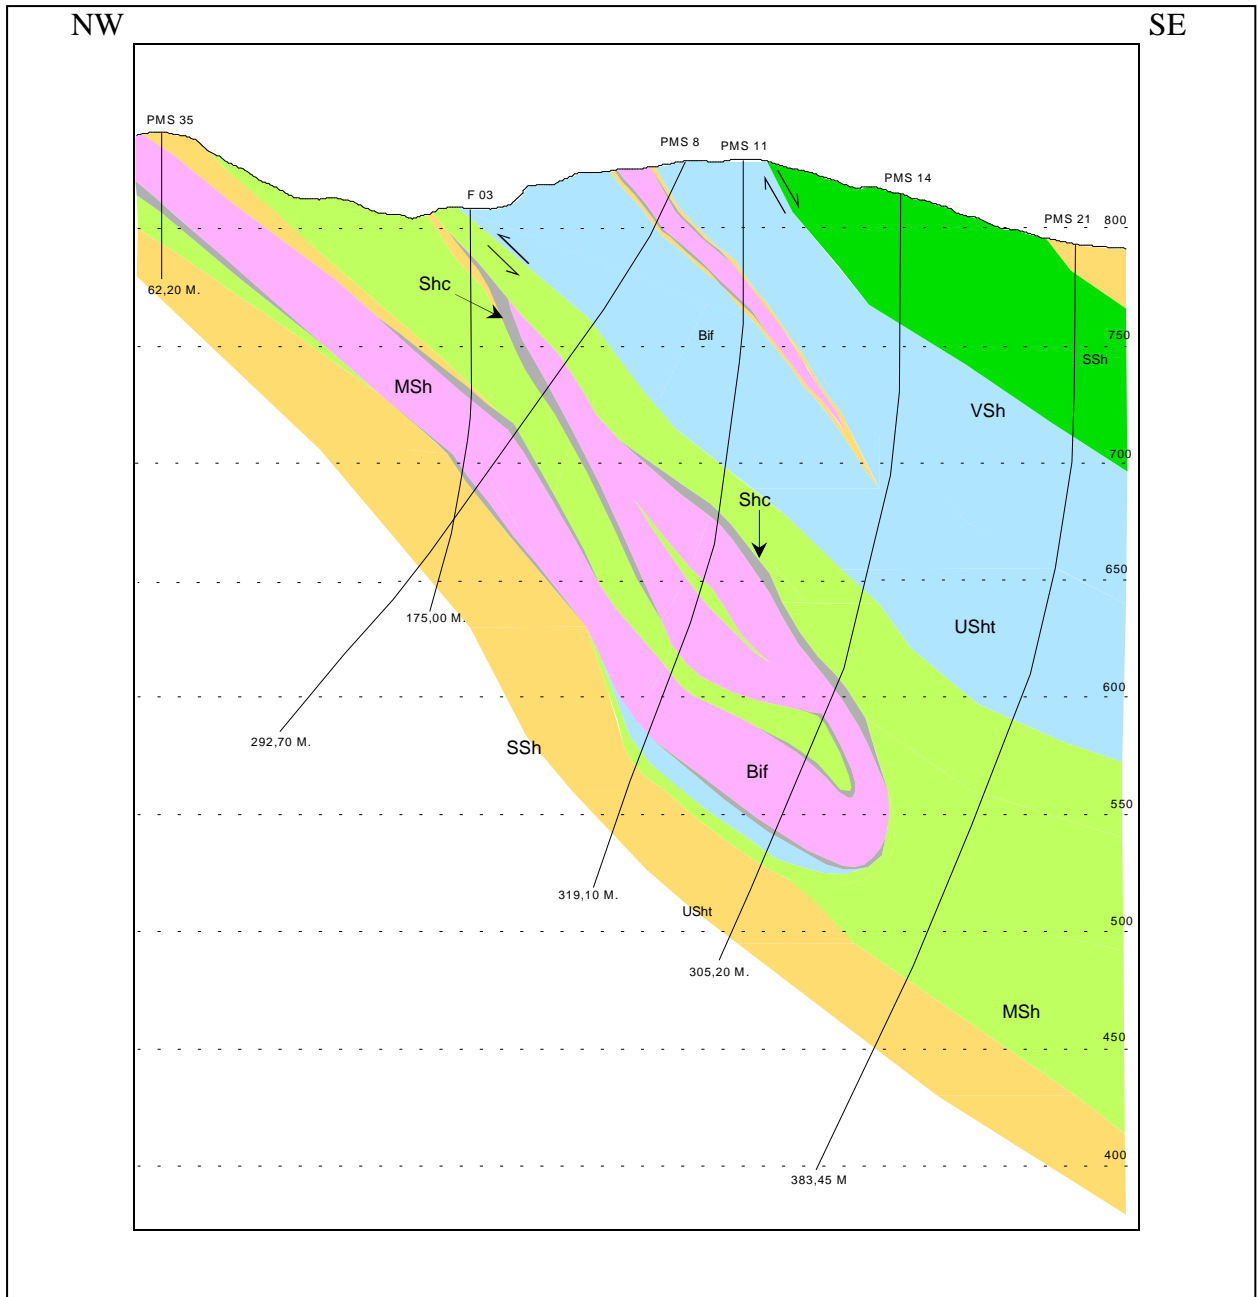 NW
SE
PMS 35
PMS 8
PMS 11
PMS 14
F 03
PMS 21
800
62,20 M.
Shc
Bif
750
SSh
MSh
VSh
700
Shc
650
175,00 M.
USht
600
292,70 M.
SSh
Bif
550
319,10 M.
USht
500
305,20 M.
MSh
450
400
383,45 M